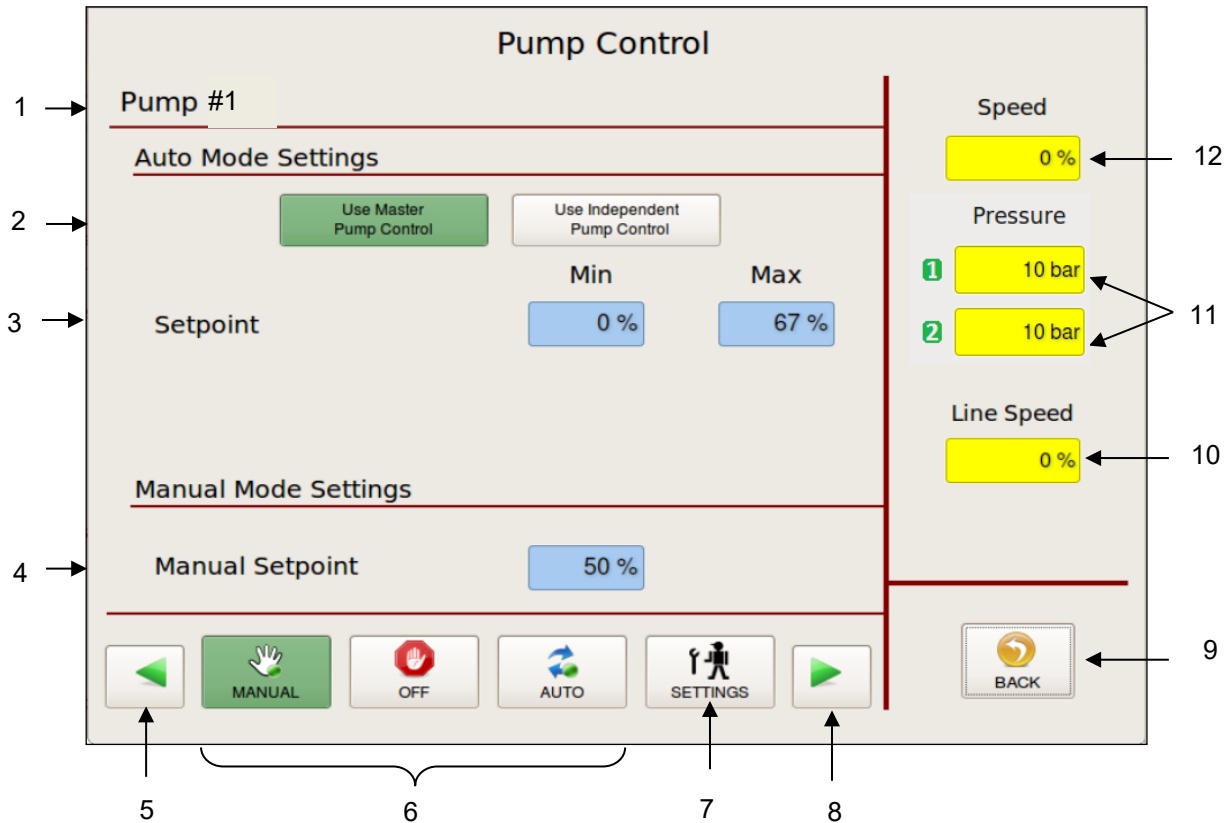 Pump Control
1
Pump #1
Speed
Auto Mode Settings
0 %
12
2
Use Master
Pump Control
Use Independent
Pump Control
Pressure
Min
Max
1
10 bar
3
Setpoint
0 %
67 %
11
2
10 bar
Line Speed
0 %
10
Manual Mode Settings
4
Manual Setpoint
50 %
MANUAL
OFF
AUTO
SETTINGS
BACK
9
5
6
7
8